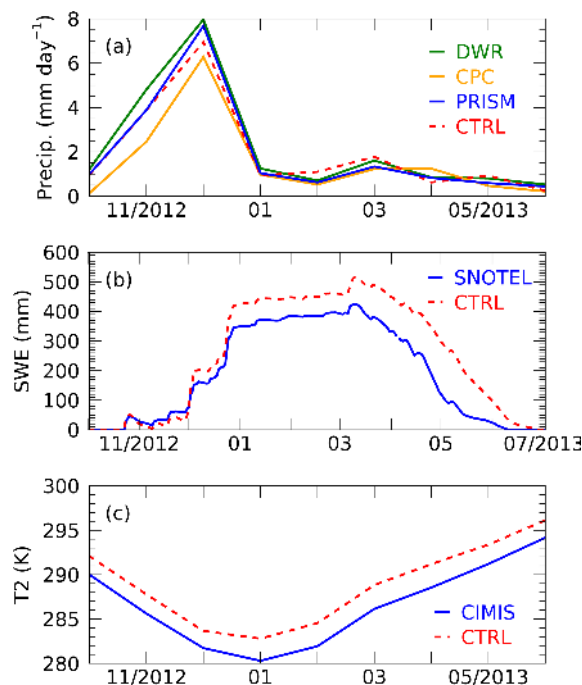 8
6
4
2
0
Precip. (mm day⁻¹)
(a)
DWR
CPC
PRISM
CTRL
11/2012 01 03 05/2013
600
500
400
300
200
100
0
SWE (mm)
(b)
SNOTEL
CTRL
11/2012 01 03 05 07/2013
300
295
290
285
280
T2 (K)
(c)
CIMIS
CTRL
11/2012 01 03 05/2013